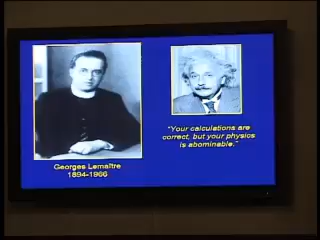 Georges Lemaître
1894-1966
"Your calculations are
correct, but your physics
is abominable."